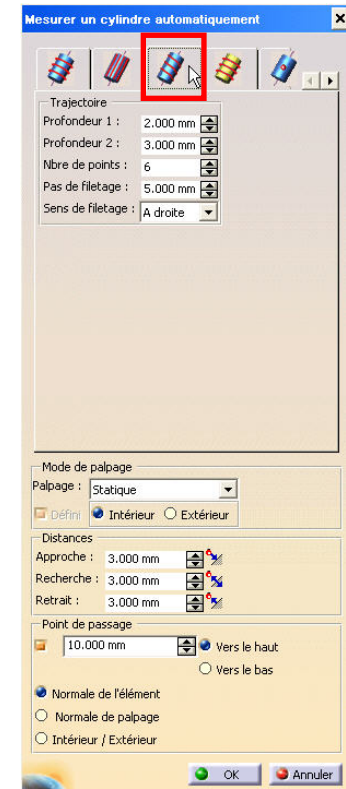 Mesurer un cylindre automatiquement
Trajectoire
Profondeur 1 : 2.000 mm
Profondeur 2 : 3.000 mm
Nbre de points : 6
Pas de filetage : 5.000 mm
Sens de filetage : A droite
Mode de palpage
Palpage : Statique
Défini Intérieur Extérieur
Distances
Approche : 3.000 mm
Recherche : 3.000 mm
Retrait : 3.000 mm
Point de passage
10.000 mm Vers le haut
Vers le bas
Normale de l'élément
Normale de palpage
Intérieur / Extérieur
OK Annuler